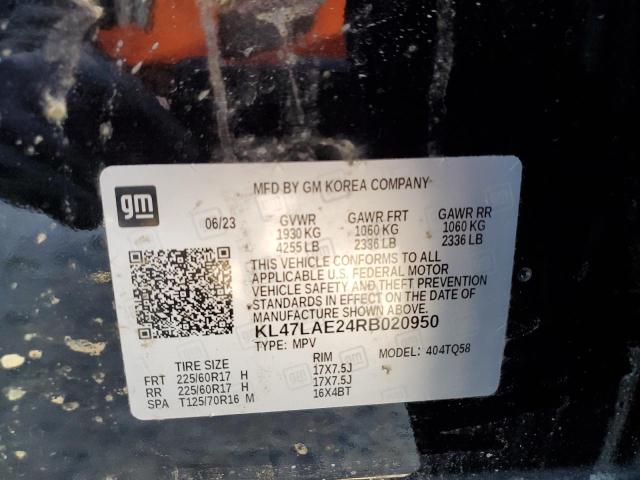 gm
MFD BY GM KOREA COMPANY
06/23 GVWR GAWR FRT GAWR RR
1930 KG 1060 KG 1060 KG
4255 LB 2336 LB 2336 LB
THIS VEHICLE CONFORMS TO ALL
APPLICABLE U.S. FEDERAL MOTOR
VEHICLE SAFETY AND THEFT PREVENTION
STANDARDS IN EFFECT ON THE DATE OF
MANUFACTURE SHOWN ABOVE.
KL47LAE24RB020950
TYPE: MPV MODEL: 404TQ58
TIRE SIZE RIM
FRT 225/60R17 H 17X7.5J
RR 225/60R17 H 17X7.5J
SPA T125/70R16 M 16X4BT